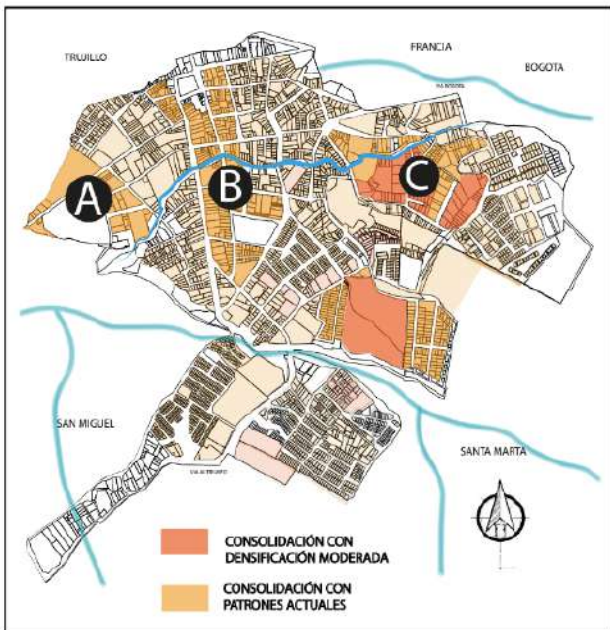 TRUJILLO
FRANCIA
BOGOTA
A
B
C
SAN MIGUEL
SANTA MARTA
CONSOLIDACIÓN CON
DENSIFICACIÓN MODERADA
CONSOLIDACIÓN CON
PATRONES ACTUALES